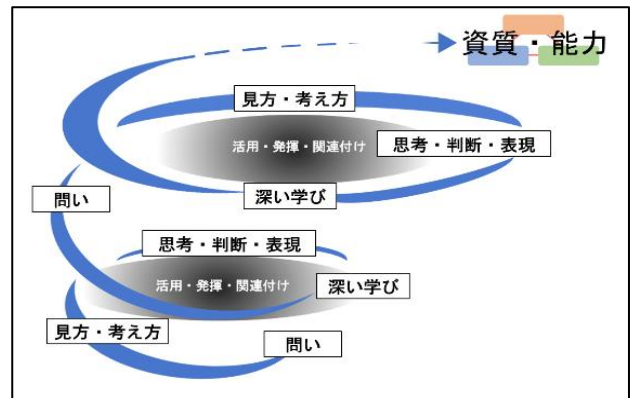 資質・能力
見方・考え方
活用・発揮・関連付け
思考・判断・表現
深い学び
問い
思考・判断・表現
活用・発揮・関連付け
深い学び
見方・考え方
問い